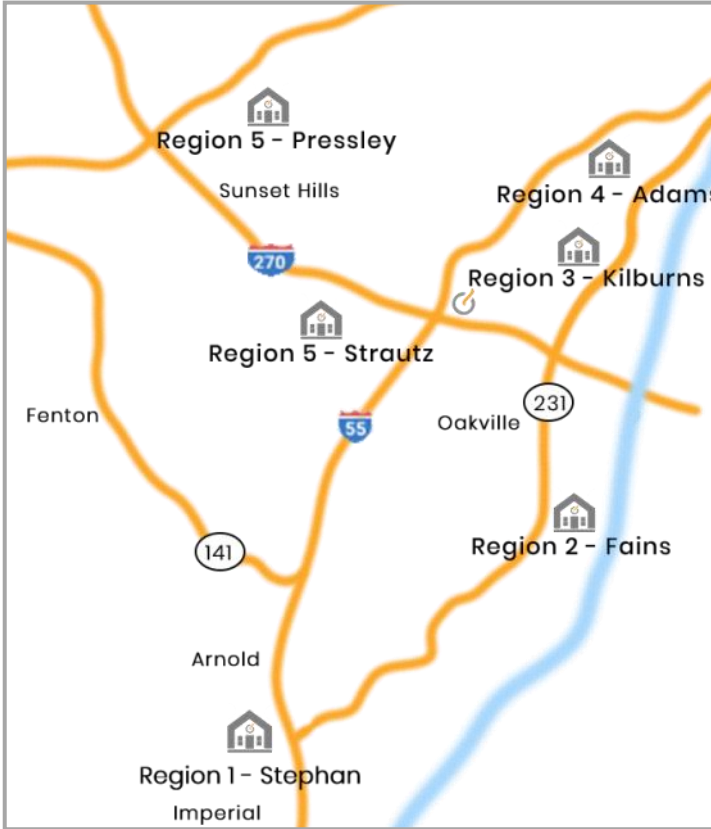 Region 5 - Pressley
Sunset Hills
Region 4 - Adams
270
Region 3 - Kilburns
Region 5 - Strautz
231
Fenton
Oakville
55
Region 2 - Fains
141
Arnold
Region 1 - Stephan
Imperial